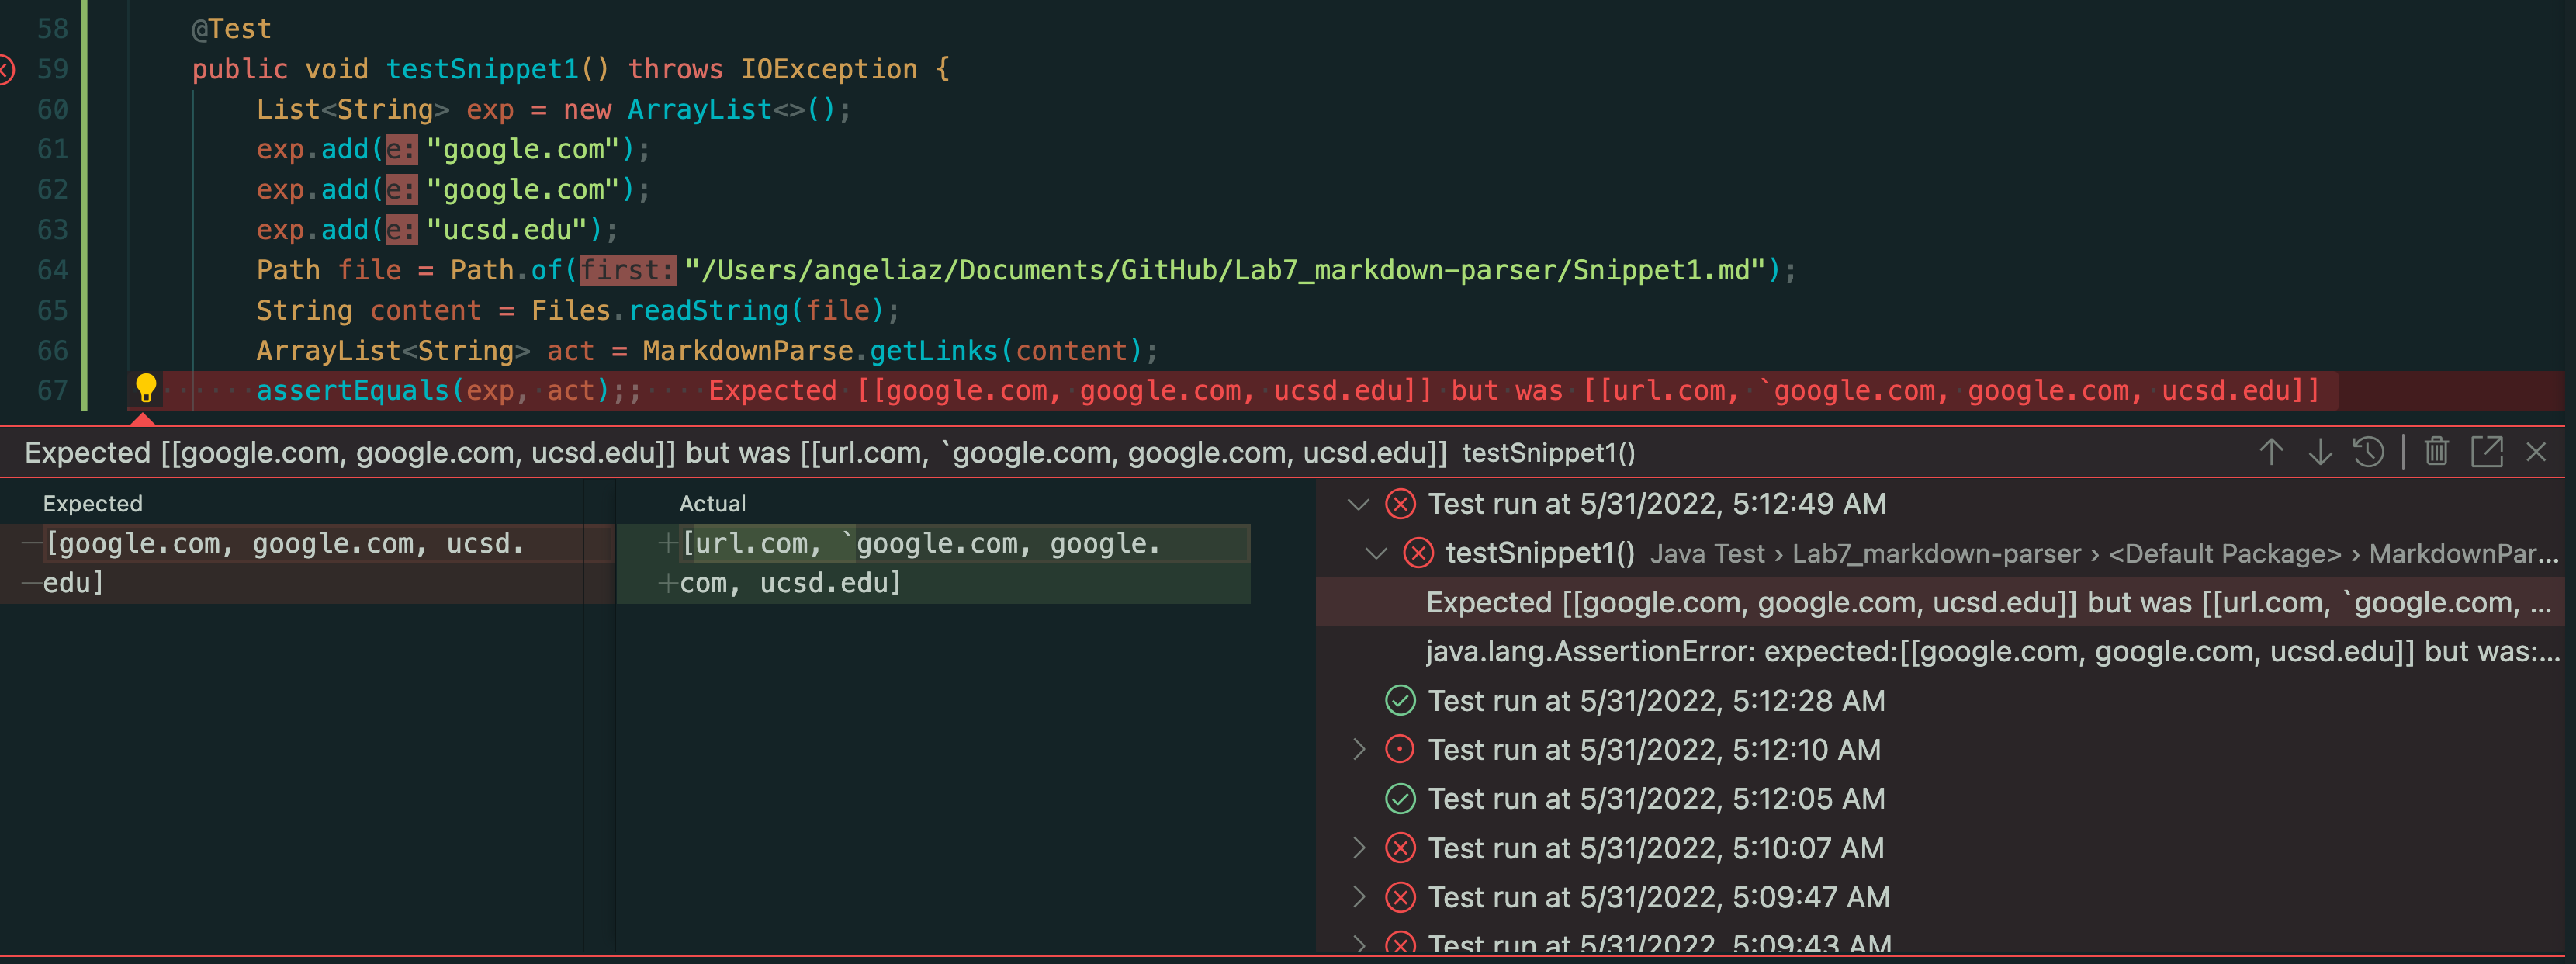 58 @Test
59 public void testSnippet1() throws IOException {
60 List<String> exp = new ArrayList<>();
61 exp.add(e: "google.com");
62 exp.add(e: "google.com");
63 exp.add(e: "ucsd.edu");
64 Path file = Path.of(first: "/Users/angeliaz/Documents/GitHub/Lab7_markdown-parser/Snippet1.md");
65 String content = Files.readString(file);
66 ArrayList<String> act = MarkdownParse.getLinks(content);
67 assertEquals(exp, act);; Expected [[google.com, google.com, ucsd.edu]] but was [[url.com, `google.com, google.com, ucsd.edu]]
Expected [[google.com, google.com, ucsd.edu]] but was [[url.com, `google.com, google.com, ucsd.edu]] testSnippet1()
Expected
[google.com, google.com, ucsd.
edu]
Actual
[url.com, `google.com, google.
com, ucsd.edu]
Test run at 5/31/2022, 5:12:49 AM
testSnippet1() Java Test › Lab7_markdown-parser › <Default Package> › MarkdownPar...
Expected [[google.com, google.com, ucsd.edu]] but was [[url.com, `google.com, ...
java.lang.AssertionError: expected:[[google.com, google.com, ucsd.edu]] but was:...
Test run at 5/31/2022, 5:12:28 AM
Test run at 5/31/2022, 5:12:10 AM
Test run at 5/31/2022, 5:12:05 AM
Test run at 5/31/2022, 5:10:07 AM
Test run at 5/31/2022, 5:09:47 AM
Test run at 5/31/2022, 5:09:43 AM